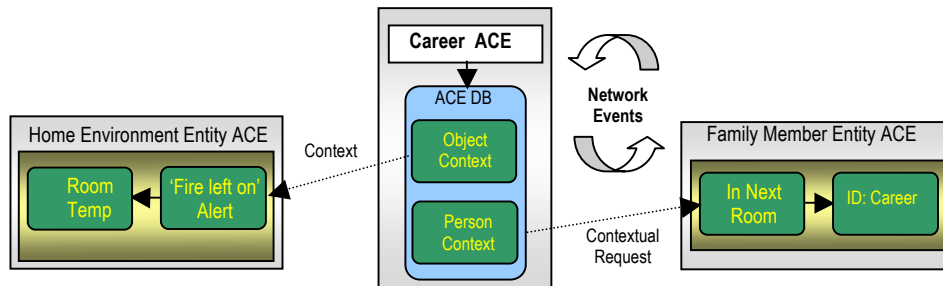 Career ACE
ACE DB
Object
Context
Person
Context
Network
Events
Home Environment Entity ACE
Room
Temp
‘Fire left on’
Alert
Context
Family Member Entity ACE
In Next
Room
ID: Career
Contextual
Request